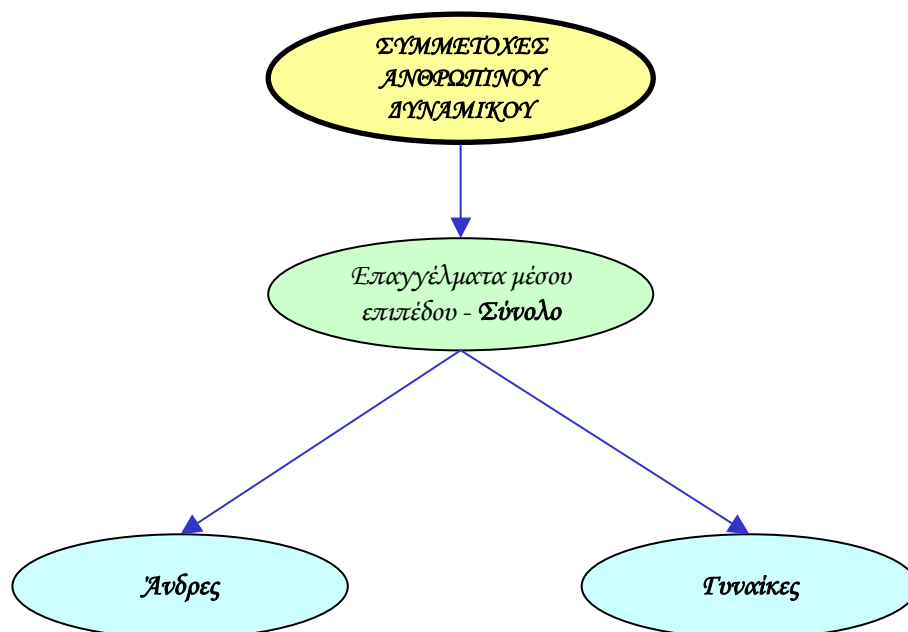 ΣΥΜΜΕΤΟΧΕΣ
ΑΝΘΡΩΠΙΝΟΥ
ΔΥΝΑΜΙΚΟΥ
Επαγγέλματα μέσου
επιπέδου - Σύνολο
Άνδρες
Γυναίκες